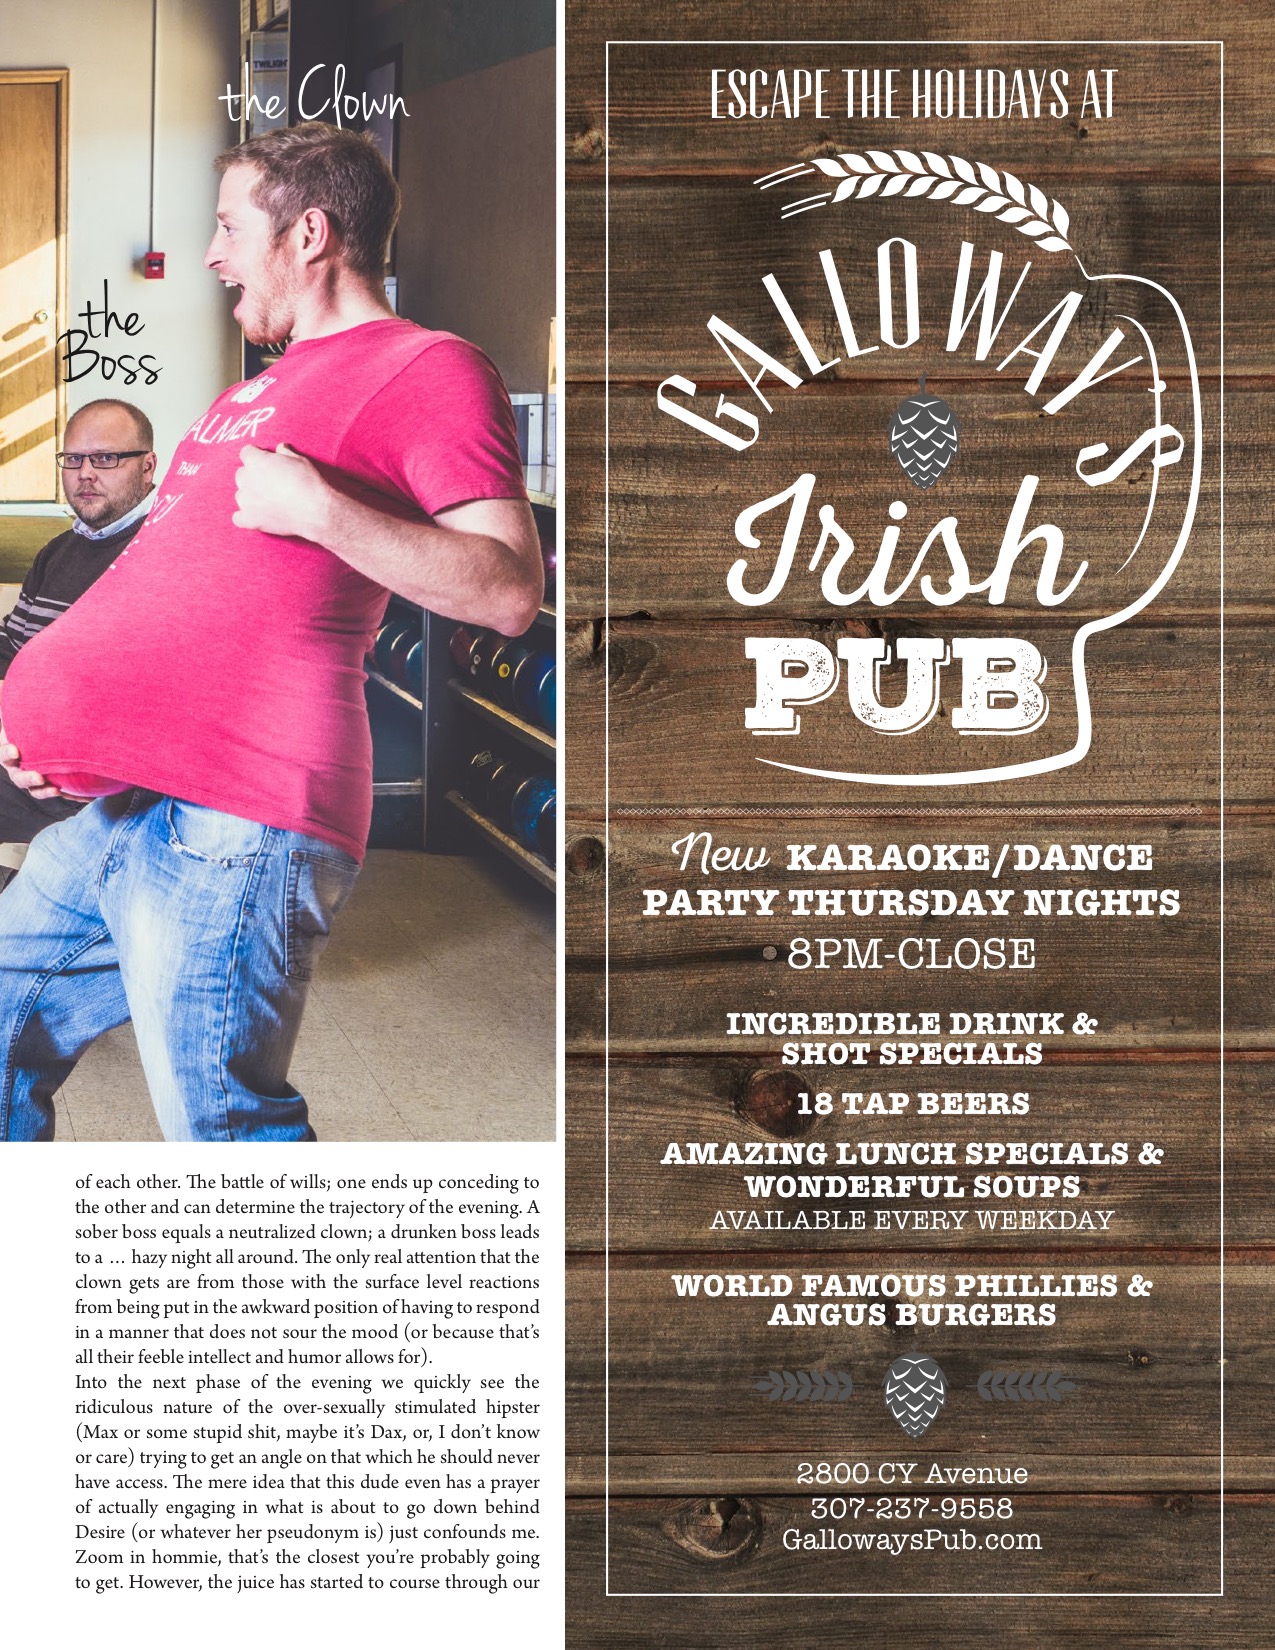 TWILIGHT
the Clown
the
Boss
ALMER
THAN
YOU
of each other. The battle of wills; one ends up conceding to
the other and can determine the trajectory of the evening. A
sober boss equals a neutralized clown; a drunken boss leads
to a … hazy night all around. The only real attention that the
clown gets are from those with the surface level reactions
from being put in the awkward position of having to respond
in a manner that does not sour the mood (or because that’s
all their feeble intellect and humor allows for).
Into the next phase of the evening we quickly see the
ridiculous nature of the over-sexually stimulated hipster
(Max or some stupid shit, maybe it’s Dax, or, I don’t know
or care) trying to get an angle on that which he should never
have access. The mere idea that this dude even has a prayer
of actually engaging in what is about to go down behind
Desire (or whatever her pseudonym is) just confounds me.
Zoom in hommie, that’s the closest you’re probably going
to get. However, the juice has started to course through our
ESCAPE THE HOLIDAYS AT
GALLOWAY'S
Irish
PUB
New KARAOKE/DANCE
PARTY THURSDAY NIGHTS
8PM-CLOSE
INCREDIBLE DRINK &
SHOT SPECIALS
18 TAP BEERS
AMAZING LUNCH SPECIALS &
WONDERFUL SOUPS
AVAILABLE EVERY WEEKDAY
WORLD FAMOUS PHILLIES &
ANGUS BURGERS
2800 CY Avenue
307-237-9558
GallowaysPub.com